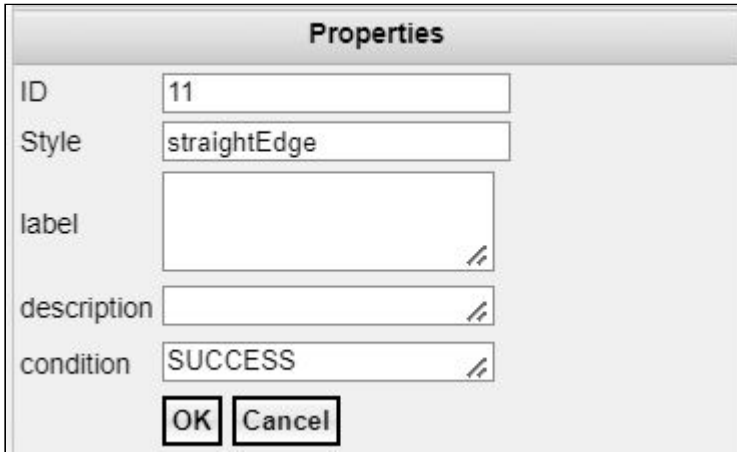 Properties
ID 11
Style straightEdge
label
description
condition SUCCESS
OK Cancel